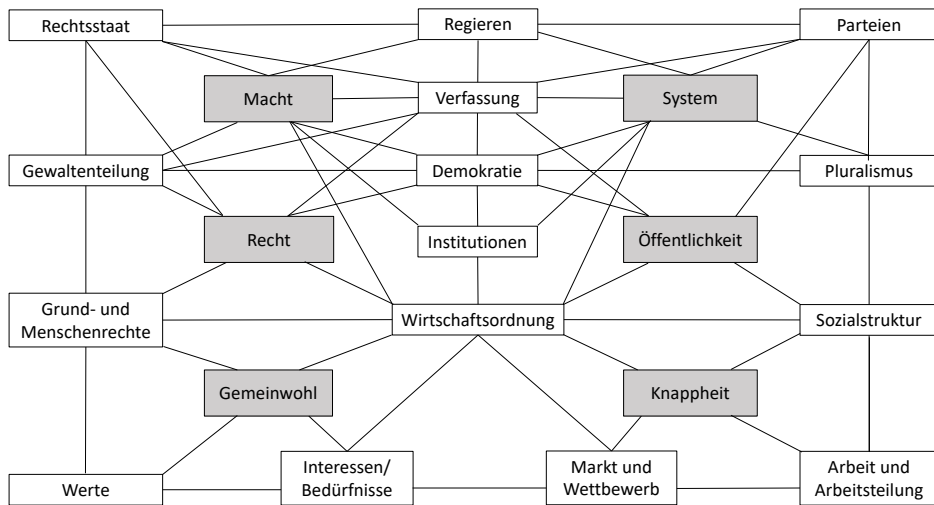 Rechtsstaat
Regieren
Parteien
Macht
Verfassung
System
Gewaltenteilung
Demokratie
Pluralismus
Recht
Institutionen
Öffentlichkeit
Grund- und
Menschenrechte
Wirtschaftsordnung
Sozialstruktur
Gemeinwohl
Knappheit
Werte
Interessen/
Bedürfnisse
Markt und
Wettbewerb
Arbeit und
Arbeitsteilung